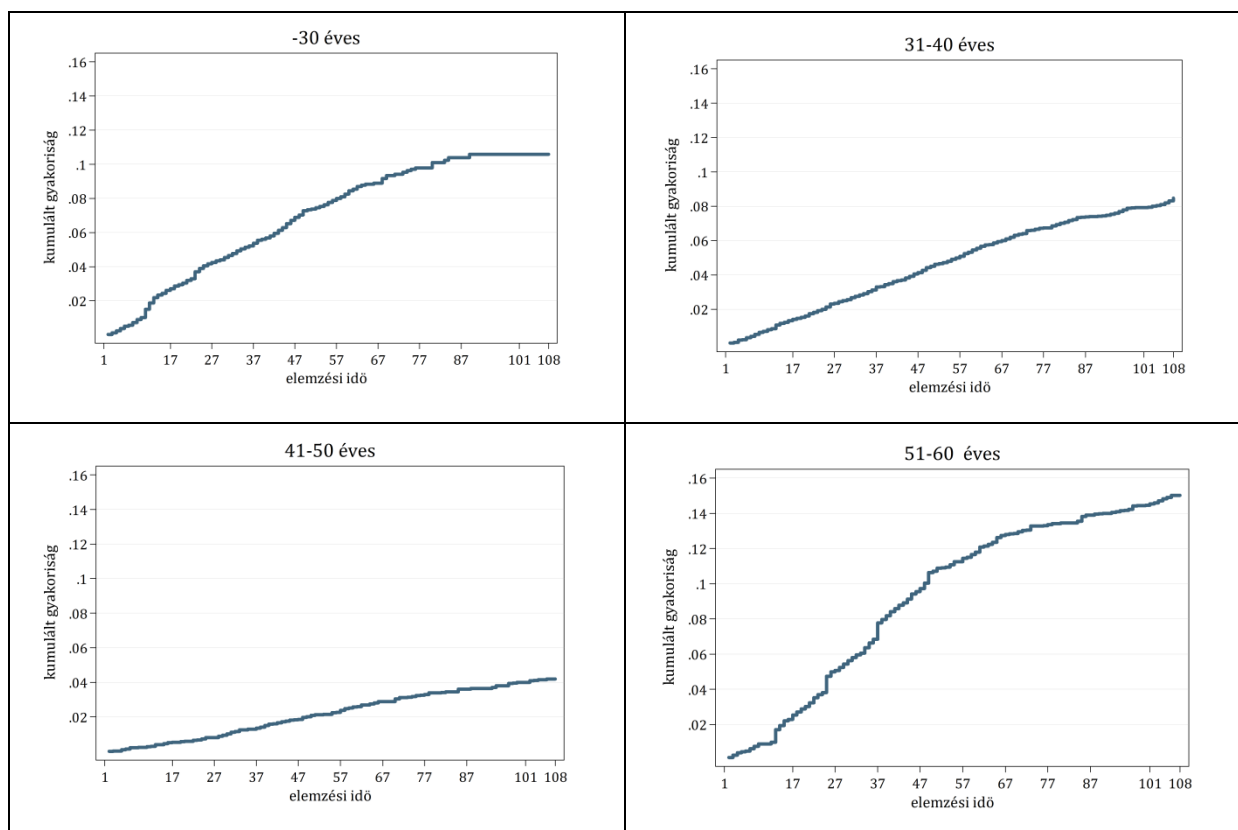 -30 éves
.16
.14
.12
.1
.08
.06
.04
.02
kumulált gyakoriság
1 17 27 37 47 57 67 77 87 101 108
elemzési idö
31-40 éves
.16
.14
.12
.1
.08
.06
.04
.02
kumulált gyakoriság
1 17 27 37 47 57 67 77 87 101 108
elemzési idö
41-50 éves
.16
.14
.12
.1
.08
.06
.04
.02
kumulált gyakoriság
1 17 27 37 47 57 67 77 87 101 108
elemzési idö
51-60 éves
.16
.14
.12
.1
.08
.06
.04
.02
kumulált gyakoriság
1 17 27 37 47 57 67 77 87 101 108
elemzési idö